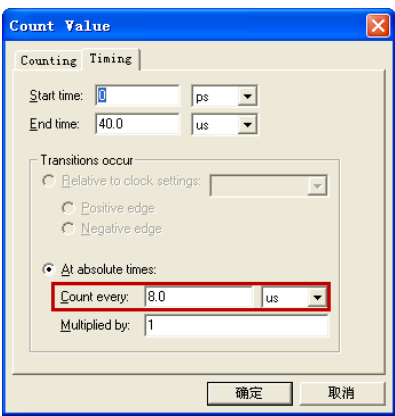 Count Value
Counting Timing
Start time: 0 ps
End time: 40.0 us
Transitions occur
Relative to clock settings:
Positive edge
Negative edge
At absolute times:
Count every: 8.0 us
Multiplied by: 1
确定 取消